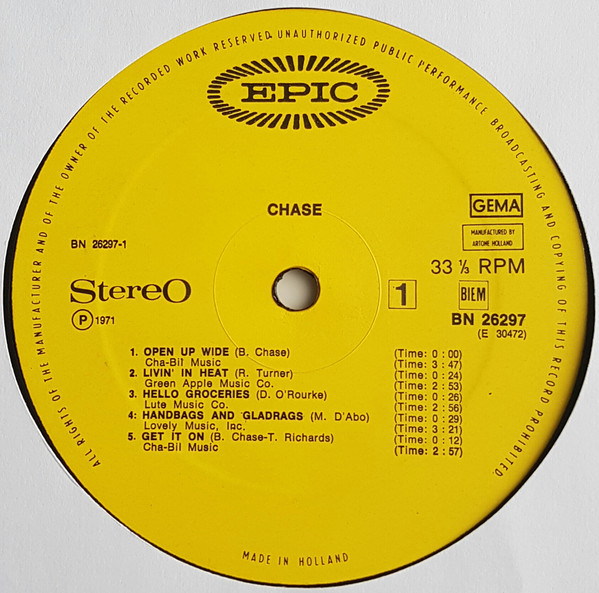 ALL RIGHTS OF THE MANUFACTURER AND OF THE OWNER OF THE RECORDED WORK RESERVED. UNAUTHORIZED PUBLIC PERFORMANCE BROADCASTING AND COPYING OF THIS RECORD PROHIBITED.
EPIC
CHASE
GEMA
MANUFACTURED BY
ARTONE HOLLAND
BN 26297-1
33 ⅓ RPM
Stereo
1
BIEM
Ⓟ 1971
BN 26297
(E 30472)
1. OPEN UP WIDE (B. Chase) (Time: 0 : 00)
Cha-Bil Music (Time: 3 : 47)
2. LIVIN' IN HEAT (R. Turner) (Time: 0 : 24)
Green Apple Music Co. (Time: 2 : 53)
3. HELLO GROCERIES (D. O'Rourke) (Time: 0 : 26)
Lute Music Co. (Time: 2 : 56)
4: HANDBAGS AND GLADRAGS (M. D'Abo) (Time: 0 : 29)
Lovely Music, Inc. (Time: 3 : 21)
5. GET IT ON (B. Chase-T. Richards) (Time: 0 : 12)
Cha-Bil Music (Time: 2 : 57)
MADE IN HOLLAND